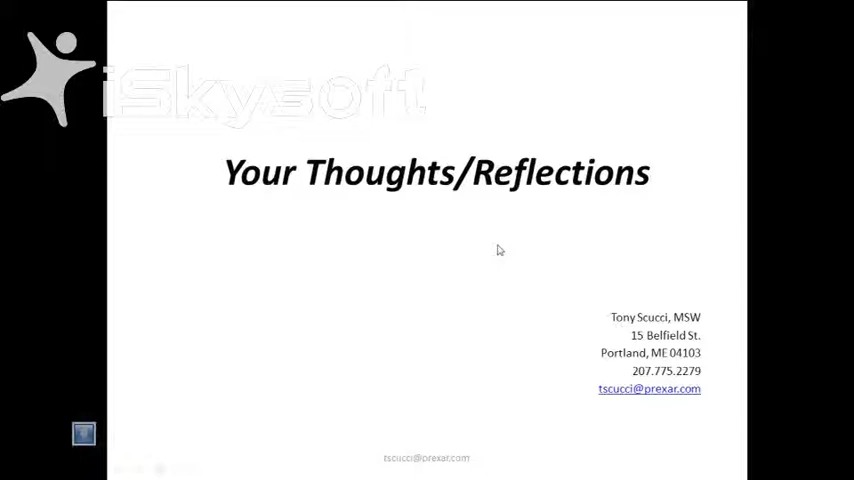 iSkysoft
Your Thoughts/Reflections
Tony Scucci, MSW
15 Belfield St.
Portland, ME 04103
207.775.2279
tscucci@prexar.com
tscucci@prexar.com